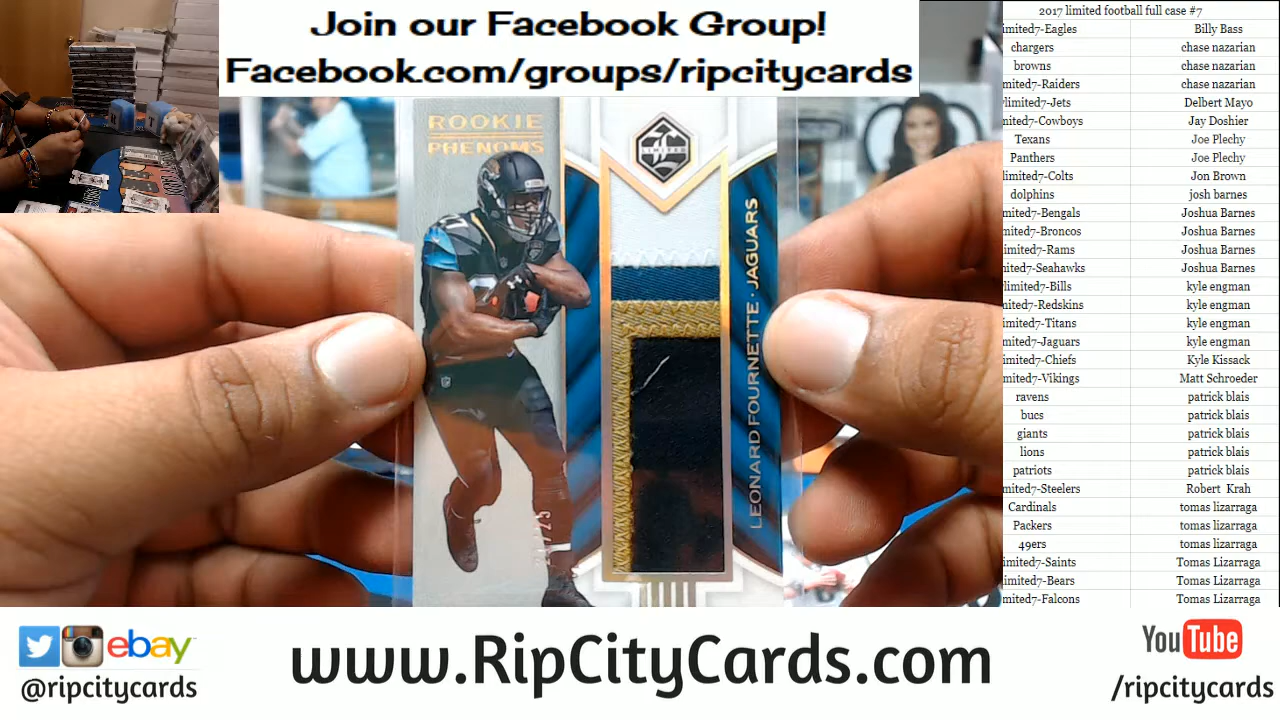 Join our Facebook Group!
Facebook.com/groups/ripcitycards
ROOKIE
PHENOMS
LIMITED
LEONARD FOURNETTE · JAGUARS
2017 limited football full case #7
imited7-Eagles Billy Bass
chargers chase nazarian
browns chase nazarian
mited7-Raiders chase nazarian
limited7-Jets Delbert Mayo
mited7-Cowboys Jay Doshier
Texans Joe Plechy
Panthers Joe Plechy
limited7-Colts Jon Brown
dolphins josh barnes
mited7-Bengals Joshua Barnes
mited7-Broncos Joshua Barnes
imited7-Rams Joshua Barnes
ited7-Seahawks Joshua Barnes
limited7-Bills kyle engman
ited7-Redskins kyle engman
imited7-Titans kyle engman
mited7-Jaguars kyle engman
imited7-Chiefs Kyle Kissack
mited7-Vikings Matt Schroeder
ravens patrick blais
bucs patrick blais
giants patrick blais
lions patrick blais
patriots patrick blais
mited7-Steelers Robert Krah
Cardinals tomas lizarraga
Packers tomas lizarraga
49ers tomas lizarraga
imited7-Saints Tomas Lizarraga
imited7-Bears Tomas Lizarraga
mited7-Falcons Tomas Lizarraga
ebay
@ripcitycards
www.RipCityCards.com
YouTube
/ripcitycards